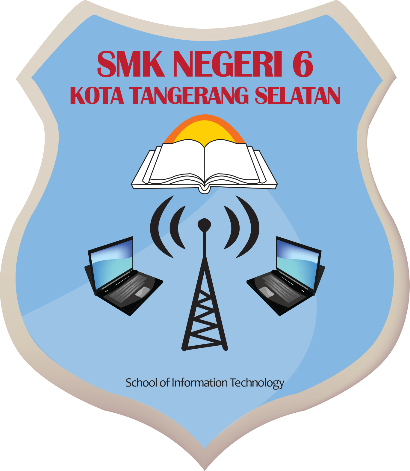 SMK NEGERI 6
KOTA TANGERANG SELATAN
School of Information Technology